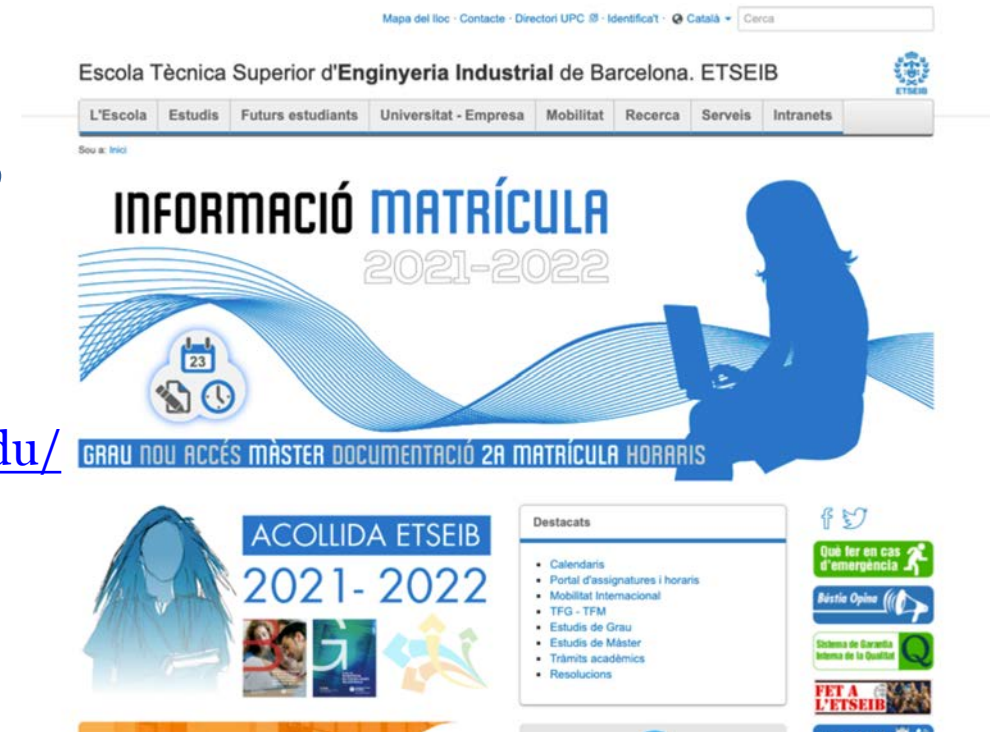 Mapa del lloc · Contacte · Directori UPC · Identifica't · Català Cerca
Escola Tècnica Superior d'Enginyeria Industrial de Barcelona. ETSEIB
ETSEIB
L'Escola Estudis Futurs estudiants Universitat - Empresa Mobilitat Recerca Serveis Intranets
Sou a: Inici
INFORMACIÓ MATRÍCULA
2021-2022
23
du/
GRAU NOU ACCÉS MÀSTER DOCUMENTACIÓ 2A MATRÍCULA HORARIS
ACOLLIDA ETSEIB
2021- 2022
G
Destacats
▪ Calendaris
▪ Portal d'assignatures i horaris
▪ Mobilitat Internacional
▪ TFG - TFM
▪ Estudis de Grau
▪ Estudis de Màster
▪ Tràmits acadèmics
▪ Resolucions
Què fer en cas
d'emergència
Bústia Opina
Sistema de Garantia
Interna de la Qualitat
Q
FET A
L'ETSEIB